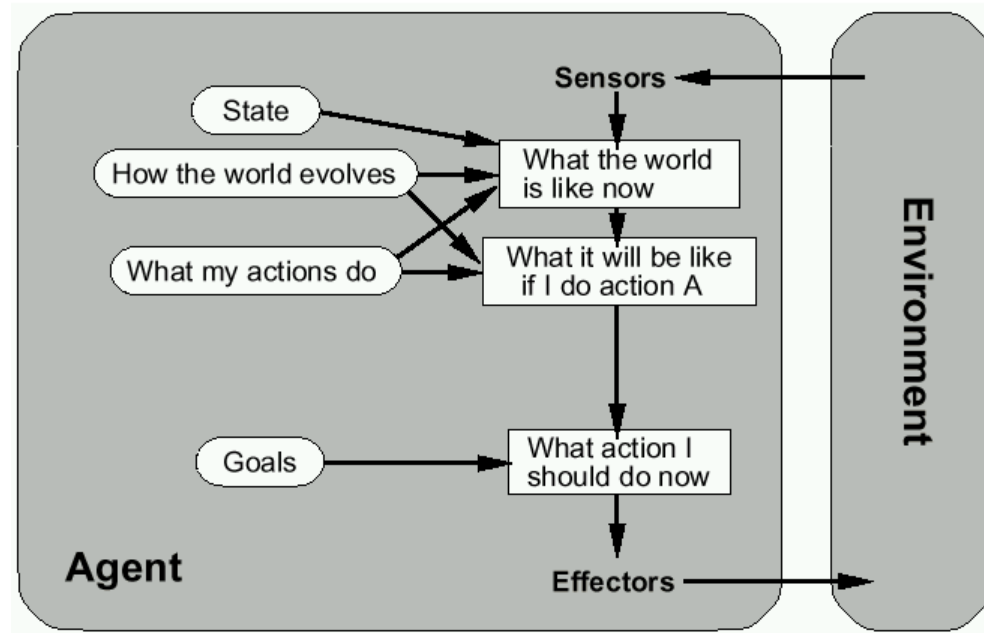 Sensors
State
What the world
is like now
How the world evolves
What my actions do
What it will be like
if I do action A
Goals
What action I
should do now
Agent
Effectors
Environment